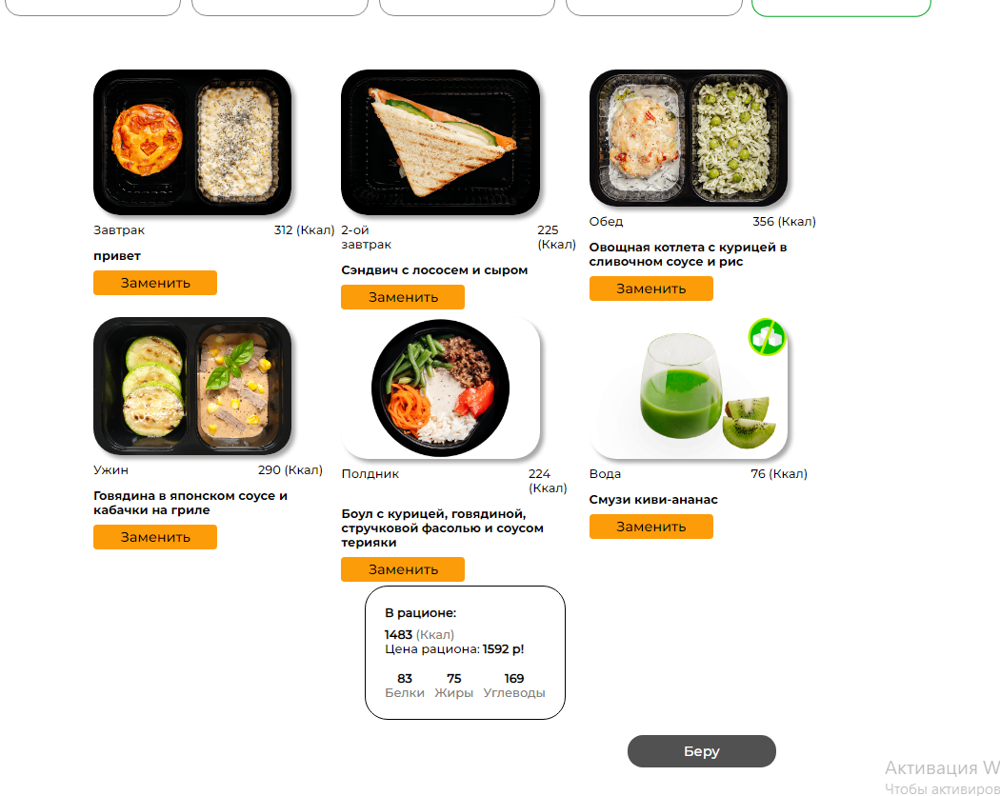 Завтрак 312 (Ккал)
привет
Заменить
2-ой 225
завтрак (Ккал)
Сэндвич с лососем и сыром
Заменить
Обед 356 (Ккал)
Овощная котлета с курицей в
сливочном соусе и рис
Заменить
Ужин 290 (Ккал)
Говядина в японском соусе и
кабачки на гриле
Заменить
Полдник 224
(Ккал)
Боул с курицей, говядиной,
стручковой фасолью и соусом
терияки
Заменить
Вода 76 (Ккал)
Смузи киви-ананас
Заменить
В рационе:
1483 (Ккал)
Цена рациона: 1592 р!
83 75 169
Белки Жиры Углеводы
Беру
Активация W
Чтобы активиров